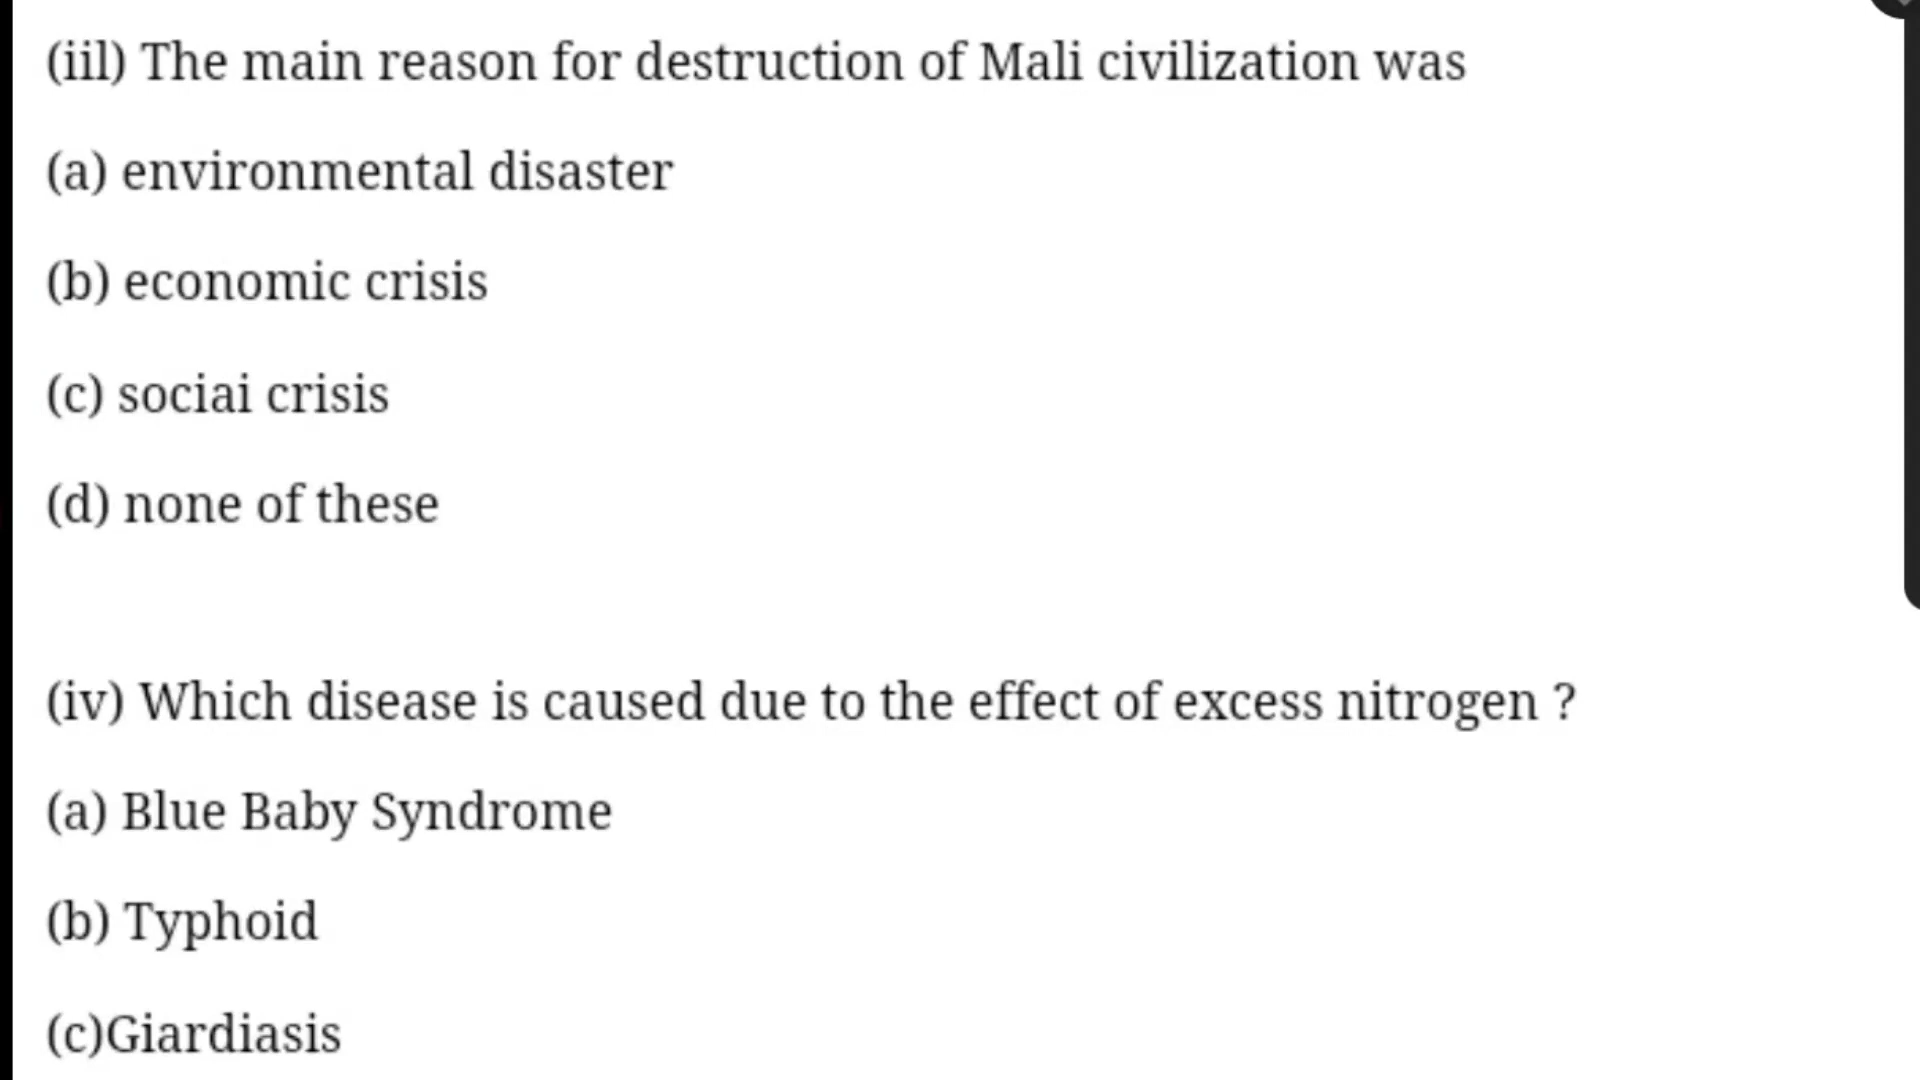 (iil) The main reason for destruction of Mali civilization was
(a) environmental disaster
(b) economic crisis
(c) sociai crisis
(d) none of these
(iv) Which disease is caused due to the effect of excess nitrogen ?
(a) Blue Baby Syndrome
(b) Typhoid
(c)Giardiasis